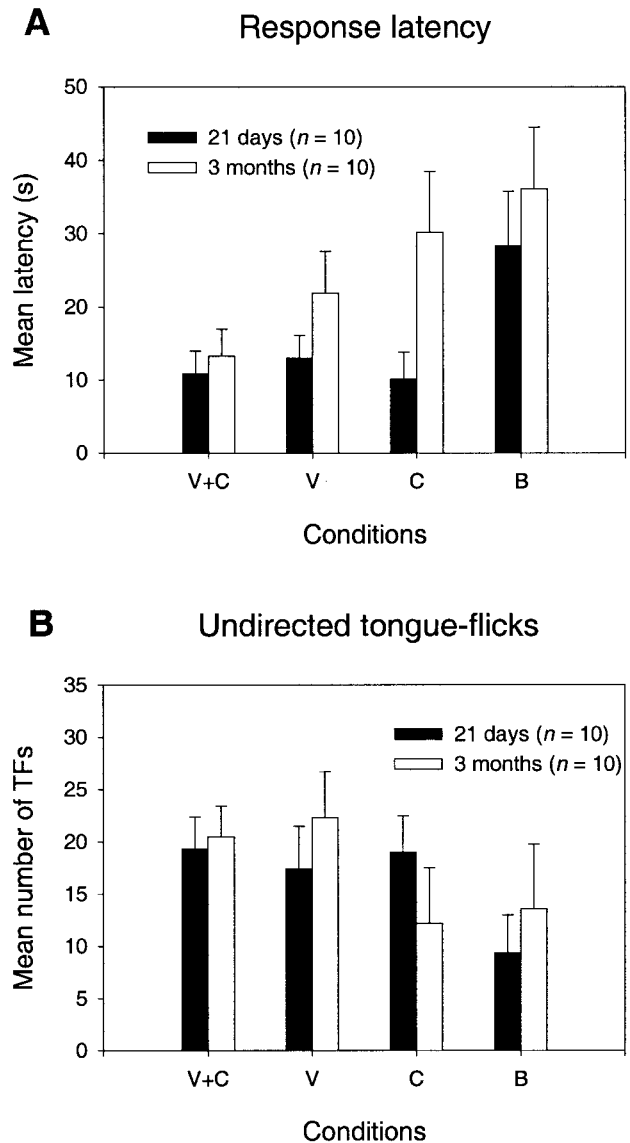 A
Response latency
50
40
30
20
10
0
Mean latency (s)
21 days (n = 10)
3 months (n = 10)
V+C V C B
Conditions
B
Undirected tongue-flicks
35
30
25
20
15
10
5
0
Mean number of TFs
21 days (n = 10)
3 months (n = 10)
V+C V C B
Conditions